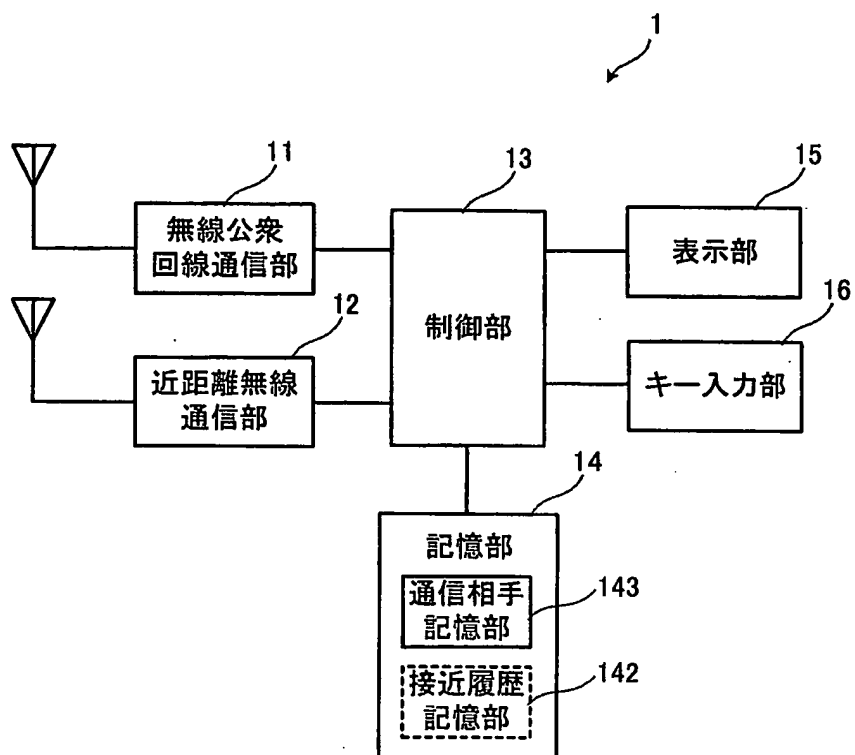 1
11
無線公衆
回線通信部
12
近距離無線
通信部
13
制御部
15
表示部
16
キー入力部
14
記憶部
通信相手
記憶部
143
接近履歴
記憶部
142